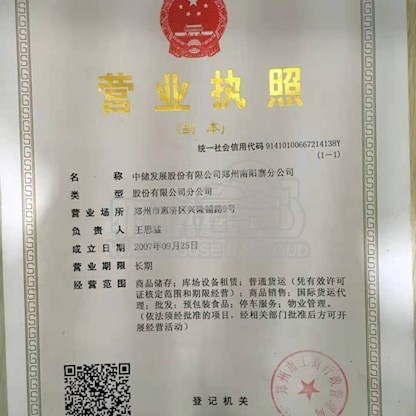 营业执照
(副本)
统一社会信用代码 91410100667214138Y
(1-1)
名 称 中储发展股份有限公司郑州南阳寨分公司
类 型 股份有限公司分公司
营业场所 郑州市惠济区兴隆铺路9号
负 责 人 王思益
成立日期 2007年09月25日
营业期限 长期
经营范围 商品储存；库场设备租赁；普通货运（凭有效许可
证核定范围和期限经营）；商品销售；国际货运代
理；批发：预包装食品；停车服务；物业管理。
（依法须经批准的项目，经相关部门批准后方可开
展经营活动）
登记机关